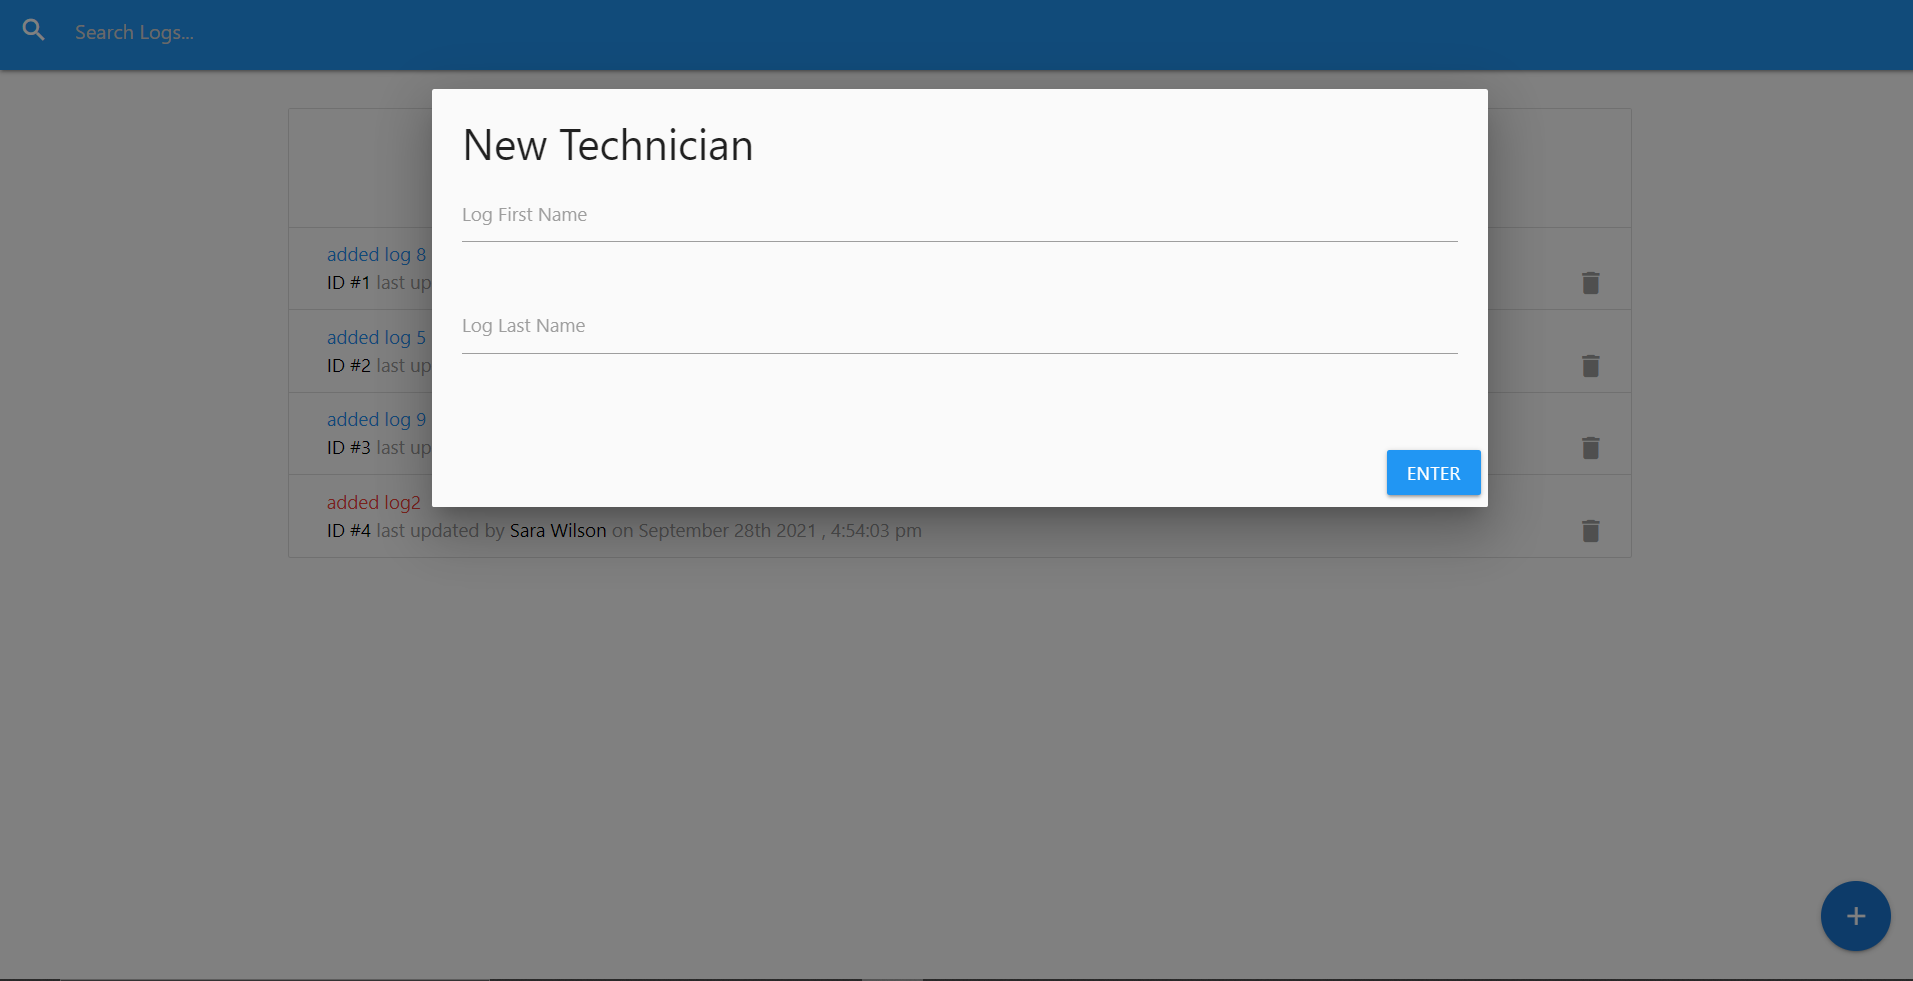 Search Logs...
New Technician
Log First Name
Log Last Name
ENTER
added log 8
ID #1 last up
added log 5
ID #2 last up
added log 9
ID #3 last up
added log2
ID #4 last updated by Sara Wilson on September 28th 2021 , 4:54:03 pm
+